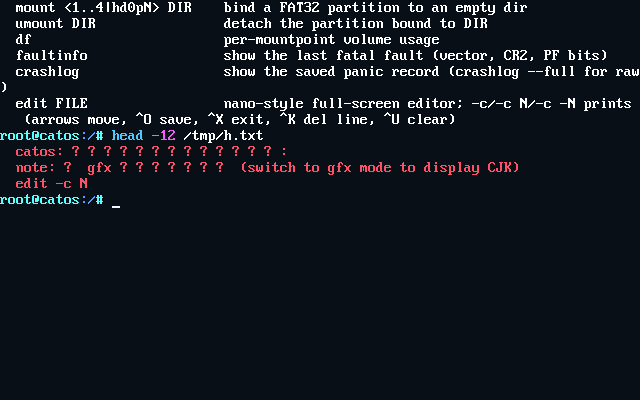 mount <1..4|hd0pN> DIR    bind a FAT32 partition to an empty dir
umount DIR                detach the partition bound to DIR
df                        per-mountpoint volume usage
faultinfo                 show the last fatal fault (vector, CR2, PF bits)
crashlog                  show the saved panic record (crashlog --full for raw
)
edit FILE                 nano-style full-screen editor; -c/-c N/-c -N prints
(arrows move, ^O save, ^X exit, ^K del line, ^U clear)
root@catos:/# head -12 /tmp/h.txt
catos: ? ? ? ? ? ? ? ? ? ? ? ? ? :
note: ?  gfx ? ? ? ? ? ? ?  (switch to gfx mode to display CJK)
edit -c N
root@catos:/# _